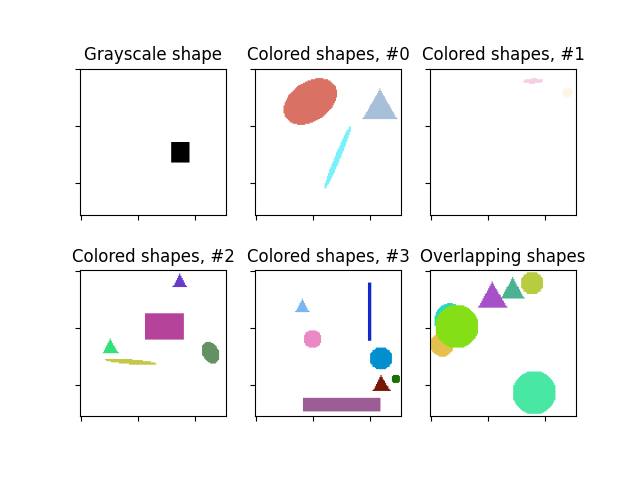 Grayscale shape
Colored shapes, #0
Colored shapes, #1
Colored shapes, #2
Colored shapes, #3
Overlapping shapes